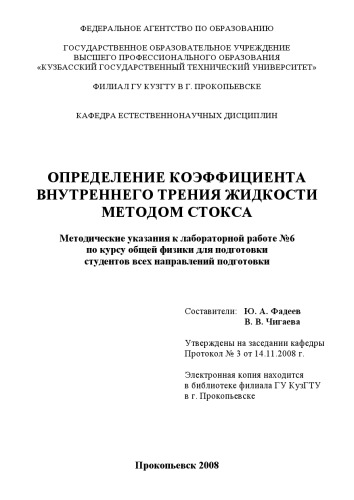 ФЕДЕРАЛЬНОЕ АГЕНТСТВО ПО ОБРАЗОВАНИЮ
ГОСУДАРСТВЕННОЕ ОБРАЗОВАТЕЛЬНОЕ УЧРЕЖДЕНИЕ
ВЫСШЕГО ПРОФЕССИОНАЛЬНОГО ОБРАЗОВАНИЯ
«КУЗБАССКИЙ ГОСУДАРСТВЕННЫЙ ТЕХНИЧЕСКИЙ УНИВЕРСИТЕТ»
ФИЛИАЛ ГУ КУЗГТУ В Г. ПРОКОПЬЕВСКЕ
КАФЕДРА ЕСТЕСТВЕННОНАУЧНЫХ ДИСЦИПЛИН
ОПРЕДЕЛЕНИЕ КОЭФФИЦИЕНТА
ВНУТРЕННЕГО ТРЕНИЯ ЖИДКОСТИ
МЕТОДОМ СТОКСА
Методические указания к лабораторной работе №6
по курсу общей физики для подготовки
студентов всех направлений подготовки
Составители: Ю. А. Фадеев
В. В. Чигаева
Утверждены на заседании кафедры
Протокол № 3 от 14.11.2008 г.
Электронная копия находится
в библиотеке филиала ГУ КузГТУ
в г. Прокопьевске
Прокопьевск 2008